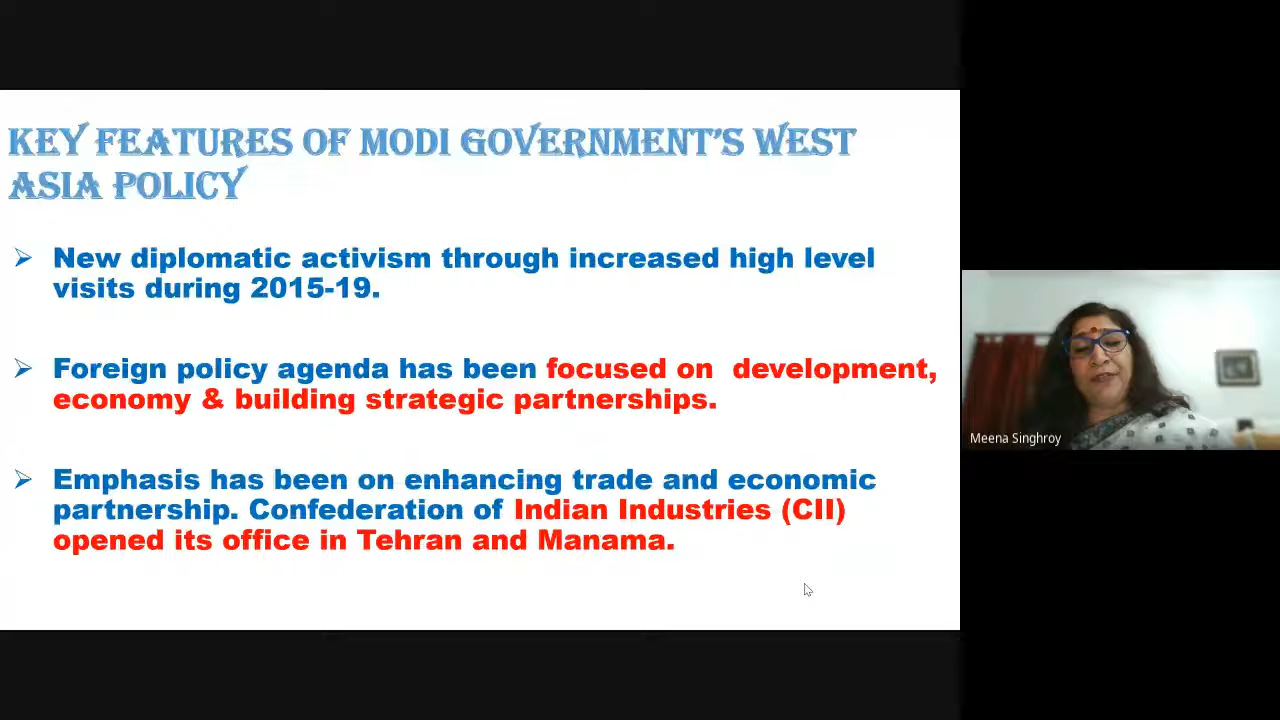 KEY FEATURES OF MODI GOVERNMENT'S WEST
ASIA POLICY
New diplomatic activism through increased high level
visits during 2015-19.
Foreign policy agenda has been focused on development,
economy & building strategic partnerships.
Emphasis has been on enhancing trade and economic
partnership. Confederation of Indian Industries (CII)
opened its office in Tehran and Manama.
Meena Singhroy